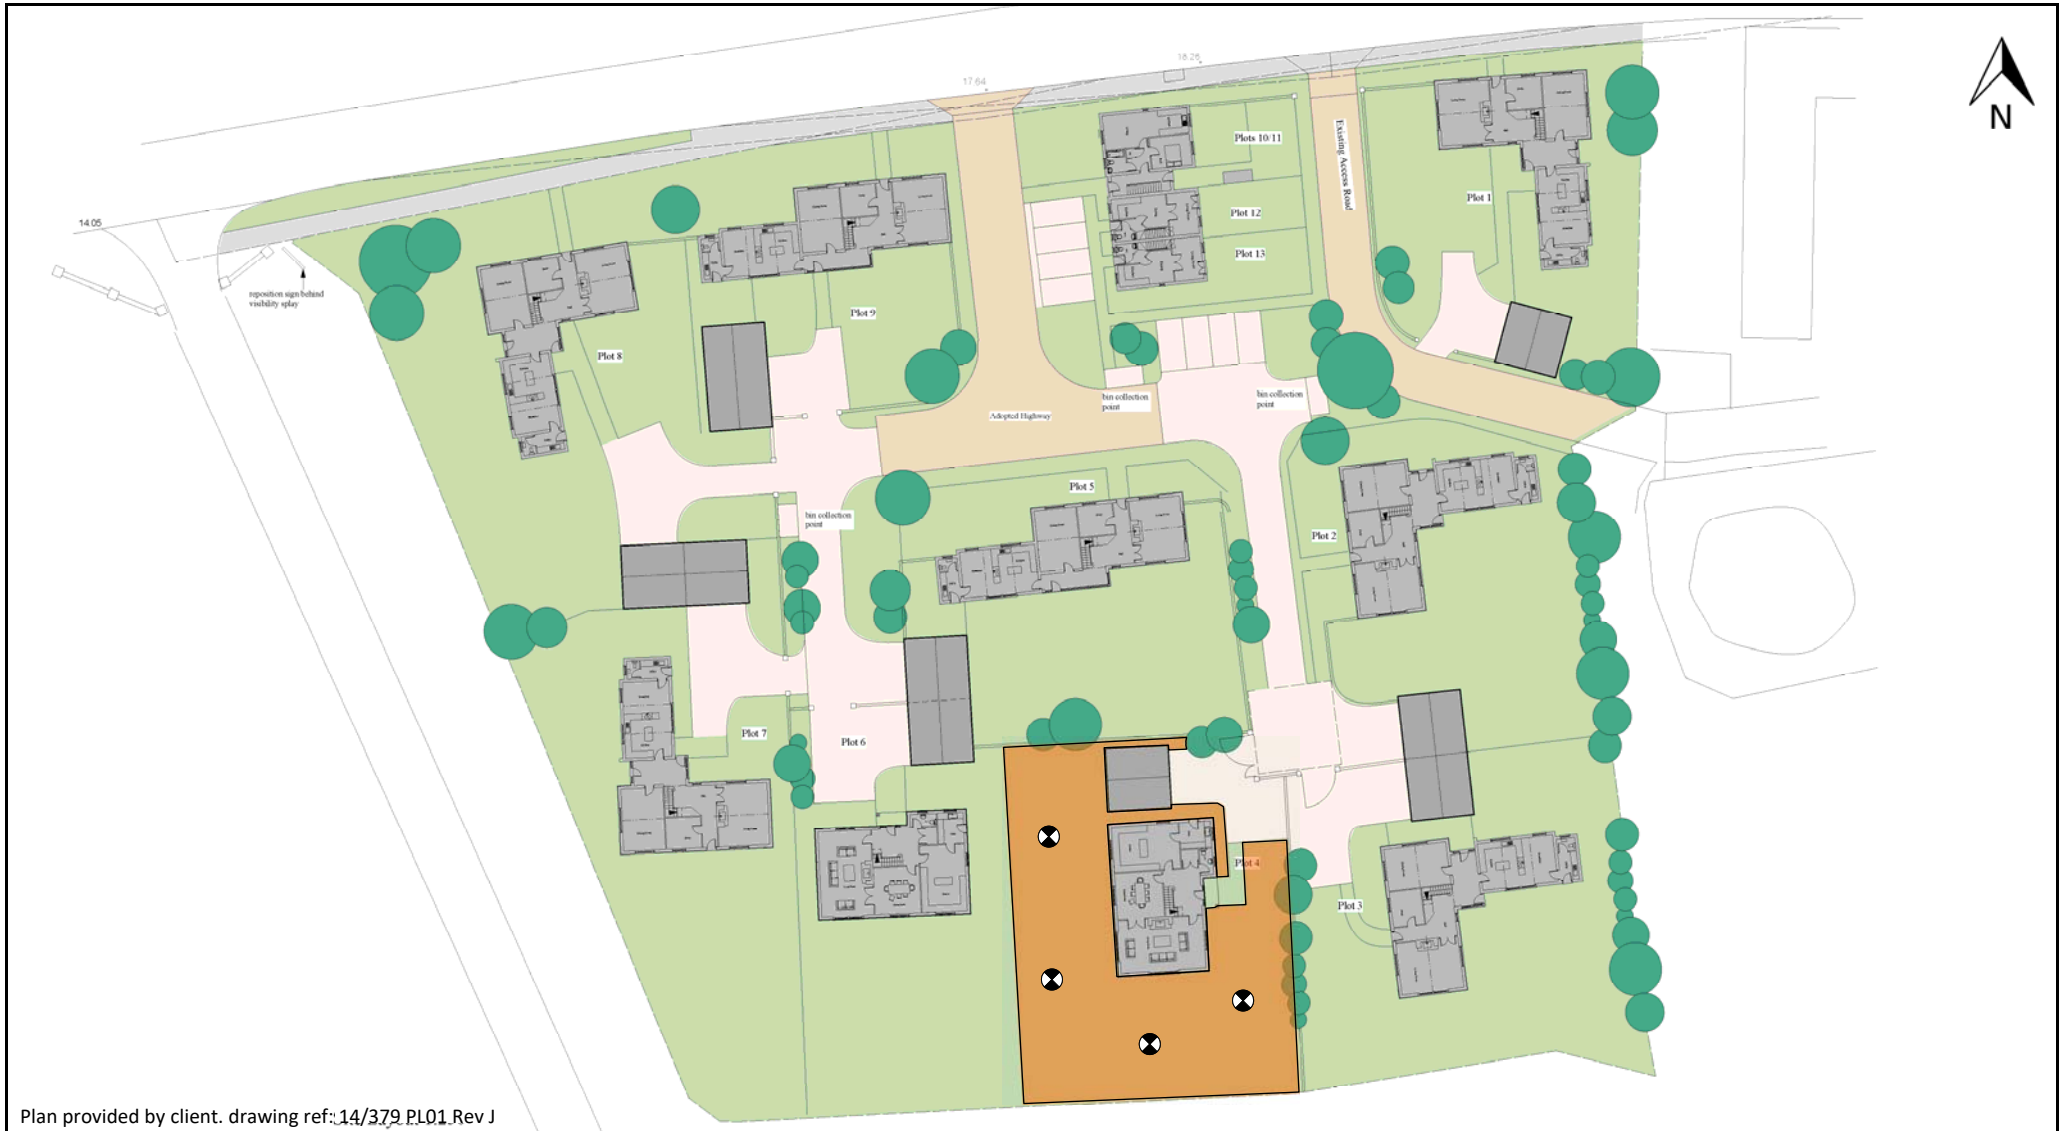 18.26
17.64
N
14.05
Plots 10/11
Existing Access Road
Plot 1
Plot 12
Plot 13
reposition sign behind
visibility splay
Plot 9
Plot 8
bin collection
point
bin collection
point
Adopted Highway
Plot 5
bin collection
point
Plot 2
Plot 7
Plot 6
Plot 4
Plot 3
Plan provided by client. drawing ref: 14/379 PL01 Rev J